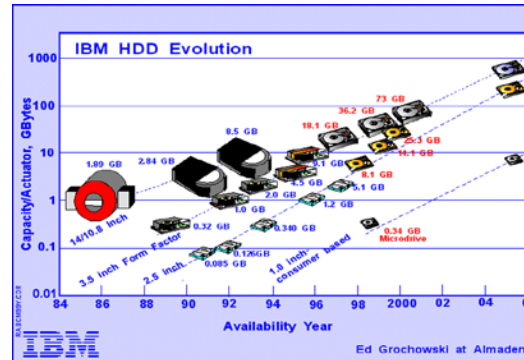 IBM HDD Evolution
Capacity/Actuator, GBytes
1000
100
10
1
0.1
0.01
1.89 GB
2.84 GB
8.5 GB
18.1 GB
36.2 GB
73 GB
25.3 GB
14.1 GB
8.1 GB
9.1 GB
4.5 GB
2.0 GB
1.0 GB
0.32 GB
5.1 GB
1.2 GB
0.340 GB
0.126GB
0.085 GB
0.34 GB
Microdrive
14/10.8 inch
3.5 inch Form Factor
2.5 inch
1.0 inch-
consumer based
84 86 88 90 92 94 96 98 2000 04
Availability Year
IBM
Ed Grochowski at Almaden